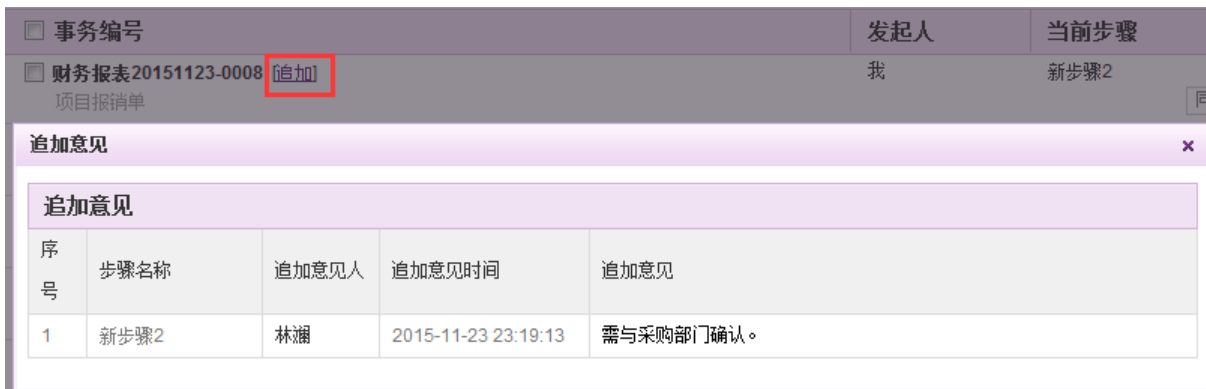 事务编号 发起人 当前步骤
财务报表20151123-0008 [追加] 我 新步骤2
项目报销单
追加意见 ×
追加意见
序号 步骤名称 追加意见人 追加意见时间 追加意见
1 新步骤2 林澜 2015-11-23 23:19:13 需与采购部门确认。